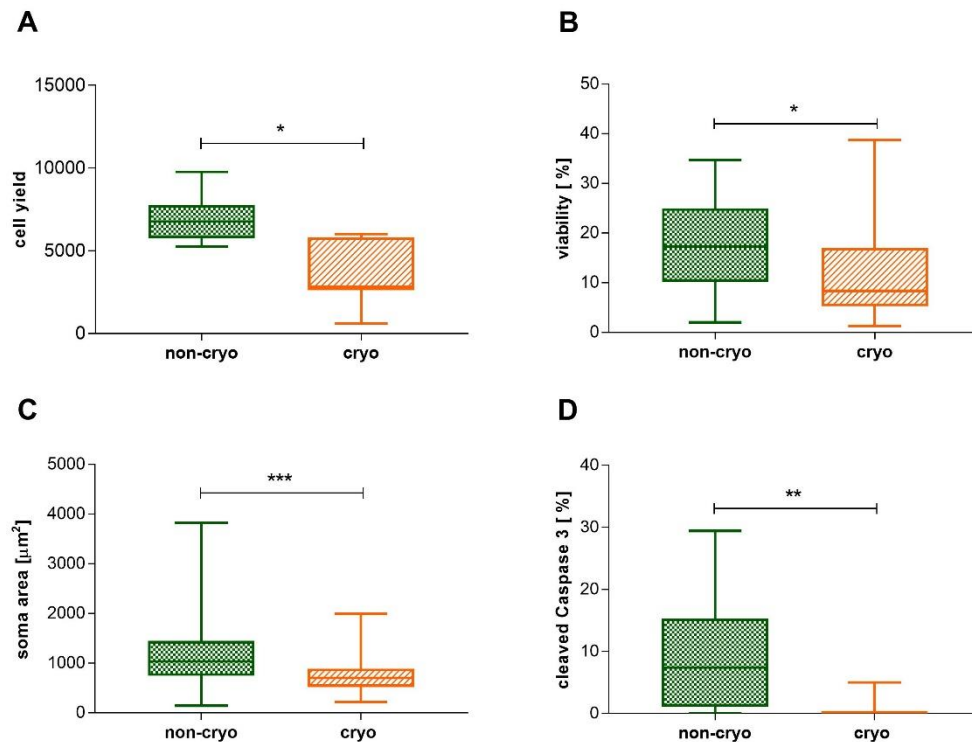 A
cell yield
15000
10000
5000
0
*
non-cryo
cryo
B
viability [ %]
50
40
30
20
10
0
*
non-cryo
cryo
C
soma area [µm²]
5000
4000
3000
2000
1000
0
***
non-cryo
cryo
D
cleaved Caspase 3 [ %]
40
30
20
10
0
**
non-cryo
cryo